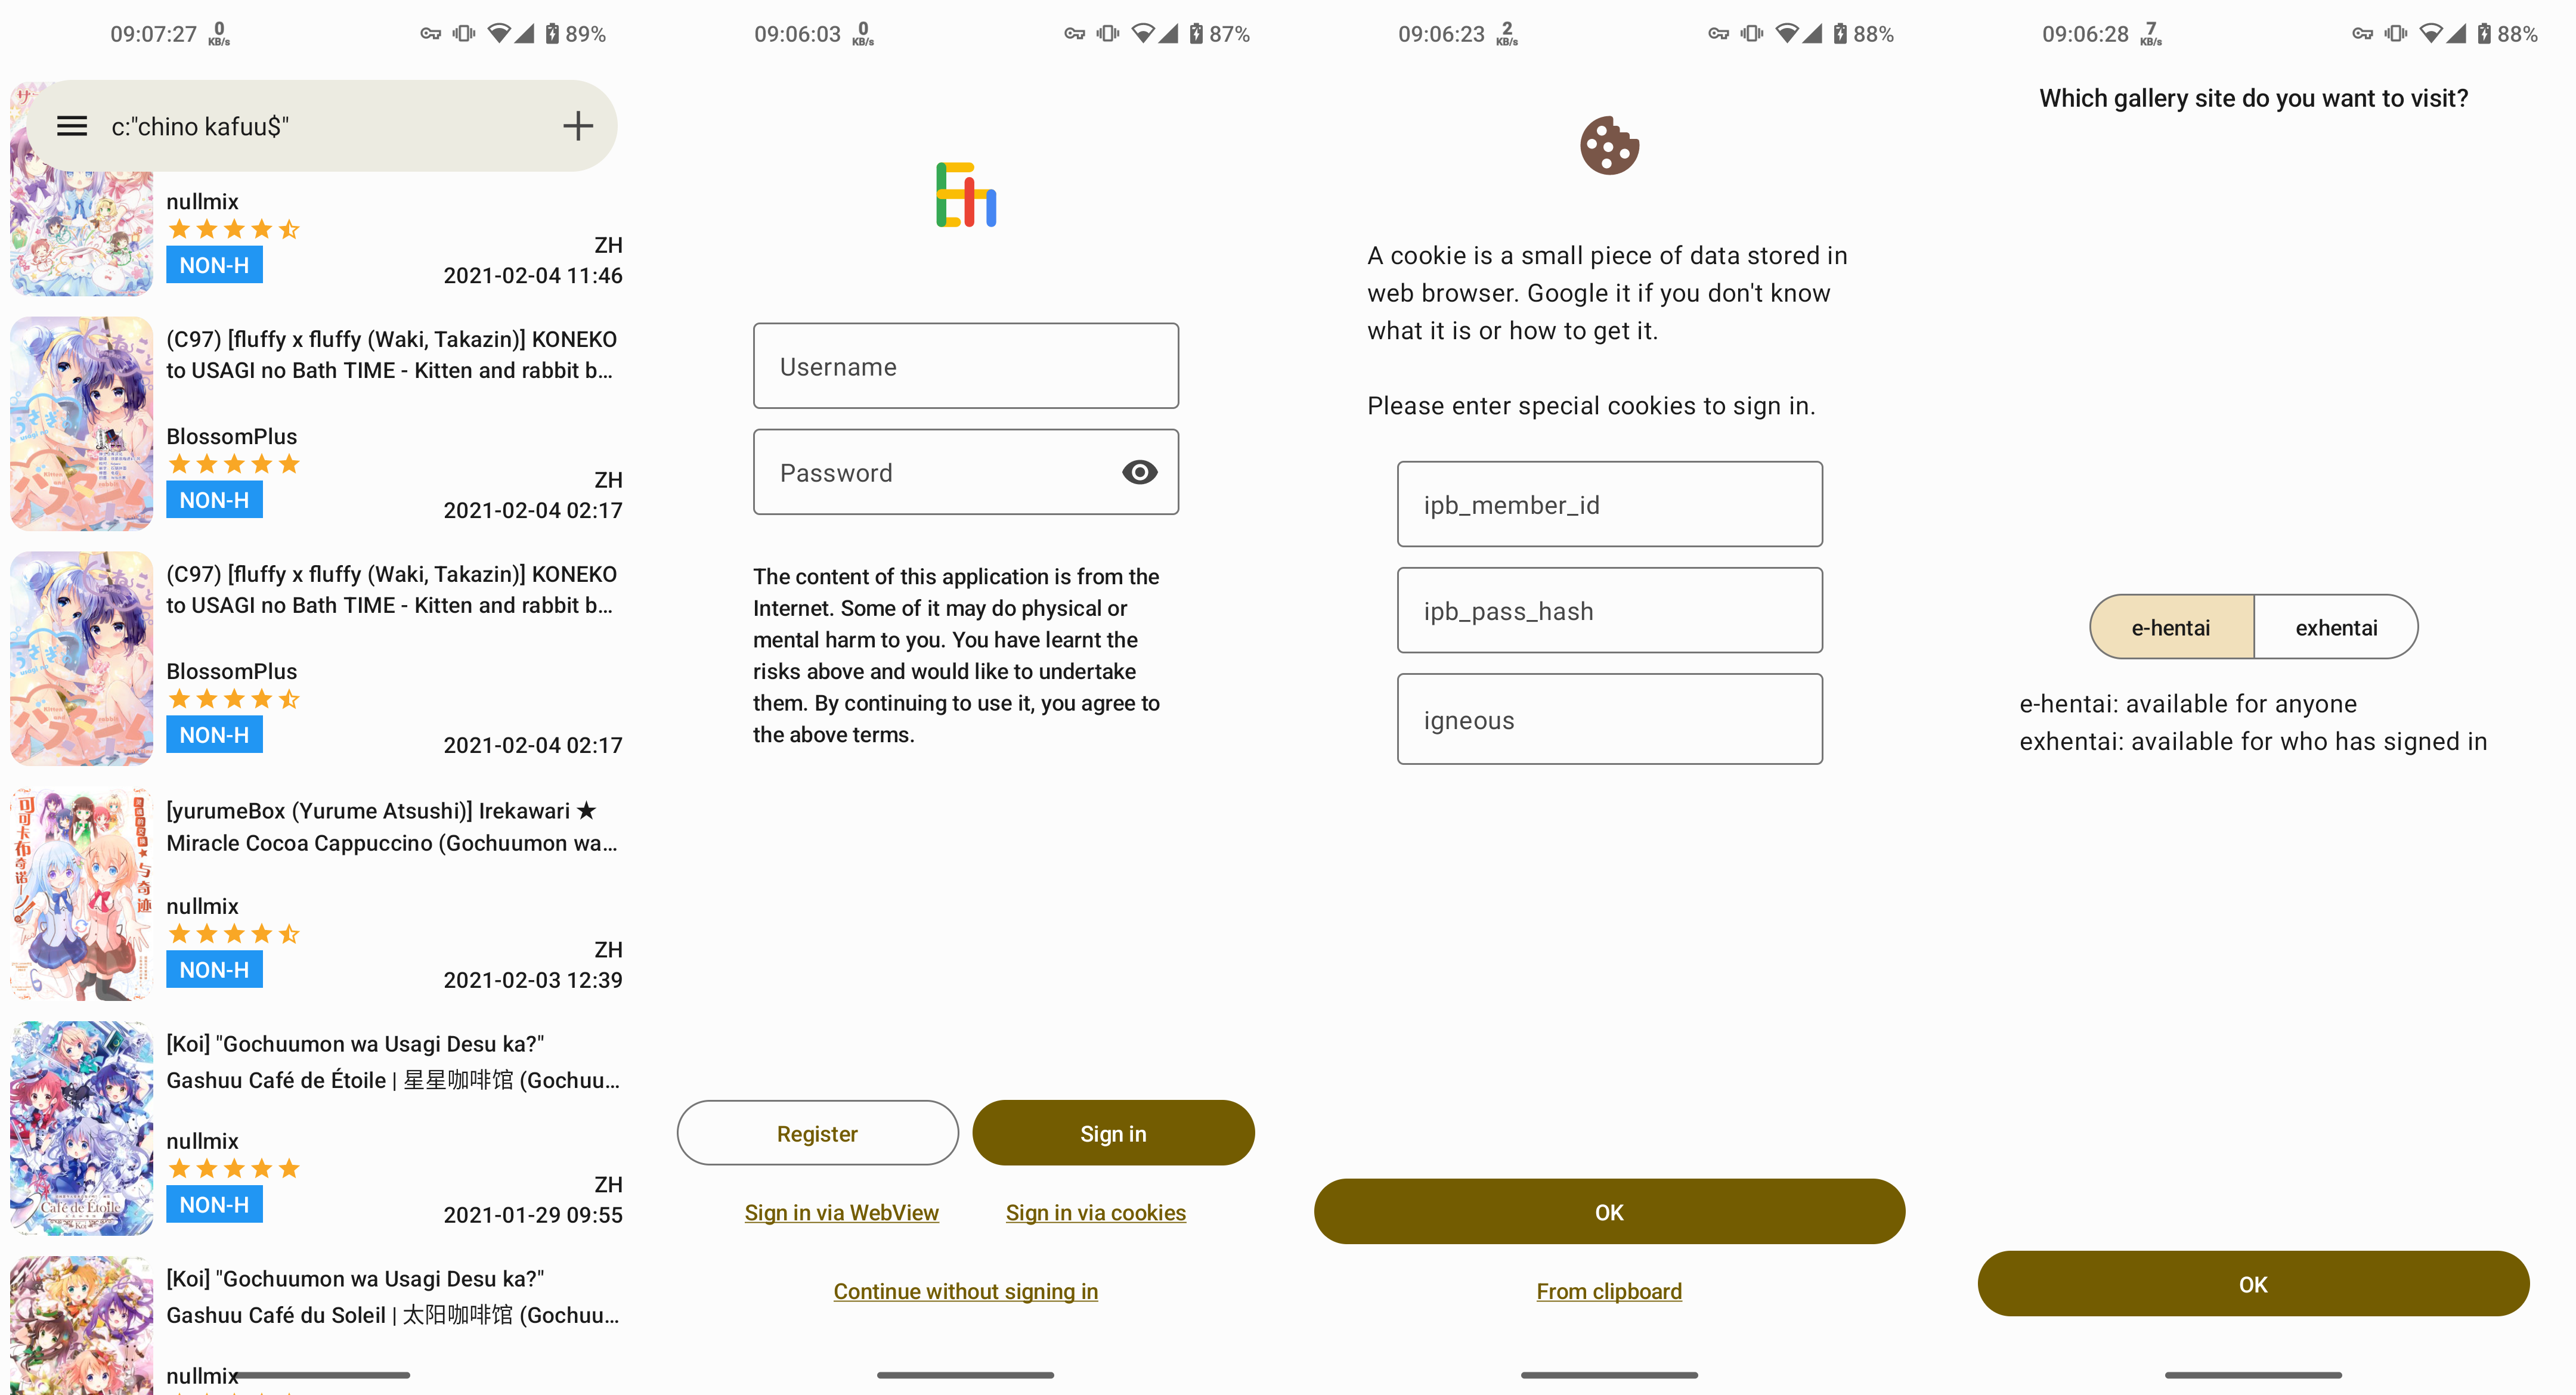 09:07:27 0 KB/s 89%
c:"chino kafuu$"
nullmix
NON-H
ZH
2021-02-04 11:46
(C97) [fluffy x fluffy (Waki, Takazin)] KONEKO
to USAGI no Bath TIME - Kitten and rabbit b...
BlossomPlus
NON-H
ZH
2021-02-04 02:17
(C97) [fluffy x fluffy (Waki, Takazin)] KONEKO
to USAGI no Bath TIME - Kitten and rabbit b...
BlossomPlus
NON-H
2021-02-04 02:17
[yurumeBox (Yurume Atsushi)] Irekawari ★
Miracle Cocoa Cappuccino (Gochuumon wa...
nullmix
NON-H
ZH
2021-02-03 12:39
[Koi] "Gochuumon wa Usagi Desu ka?"
Gashuu Café de Étoile | 星星咖啡馆 (Gochuu...
Café de Étoile
nullmix
NON-H
ZH
2021-01-29 09:55
[Koi] "Gochuumon wa Usagi Desu ka?"
Gashuu Café du Soleil | 太阳咖啡馆 (Gochuu...
nullmix
09:06:03 0 KB/s 87%
Eh
Username
Password
The content of this application is from the
Internet. Some of it may do physical or
mental harm to you. You have learnt the
risks above and would like to undertake
them. By continuing to use it, you agree to
the above terms.
Register
Sign in
Sign in via WebView
Sign in via cookies
Continue without signing in
09:06:23 2 KB/s 88%
A cookie is a small piece of data stored in
web browser. Google it if you don't know
what it is or how to get it.
Please enter special cookies to sign in.
ipb_member_id
ipb_pass_hash
igneous
OK
From clipboard
09:06:28 7 KB/s 88%
Which gallery site do you want to visit?
e-hentai
exhentai
e-hentai: available for anyone
exhentai: available for who has signed in
OK